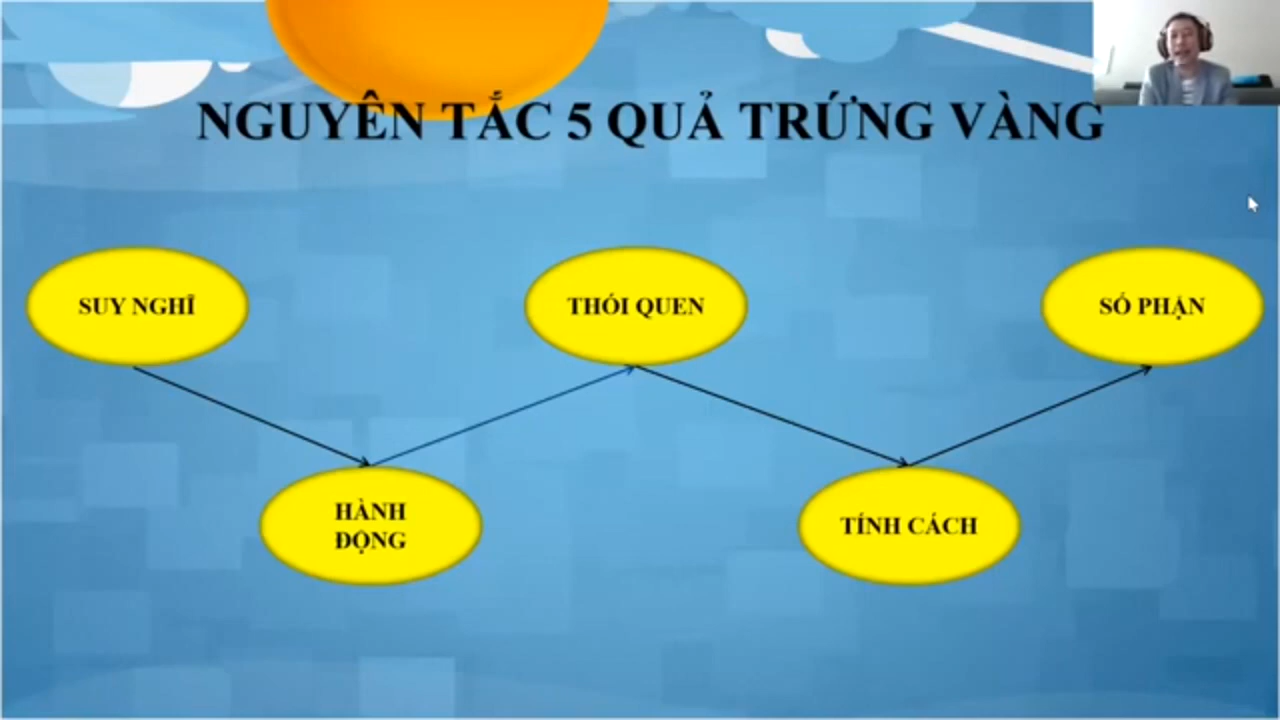 NGUYÊN TẮC 5 QUẢ TRỨNG VÀNG
SUY NGHĨ
THÓI QUEN
SỐ PHẬN
HÀNH
ĐỘNG
TÍNH CÁCH